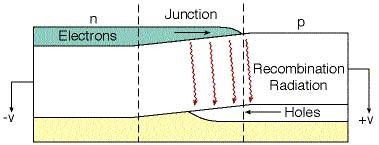 n
Junction
p
Electrons
Recombination
Radiation
Holes
-v
+v